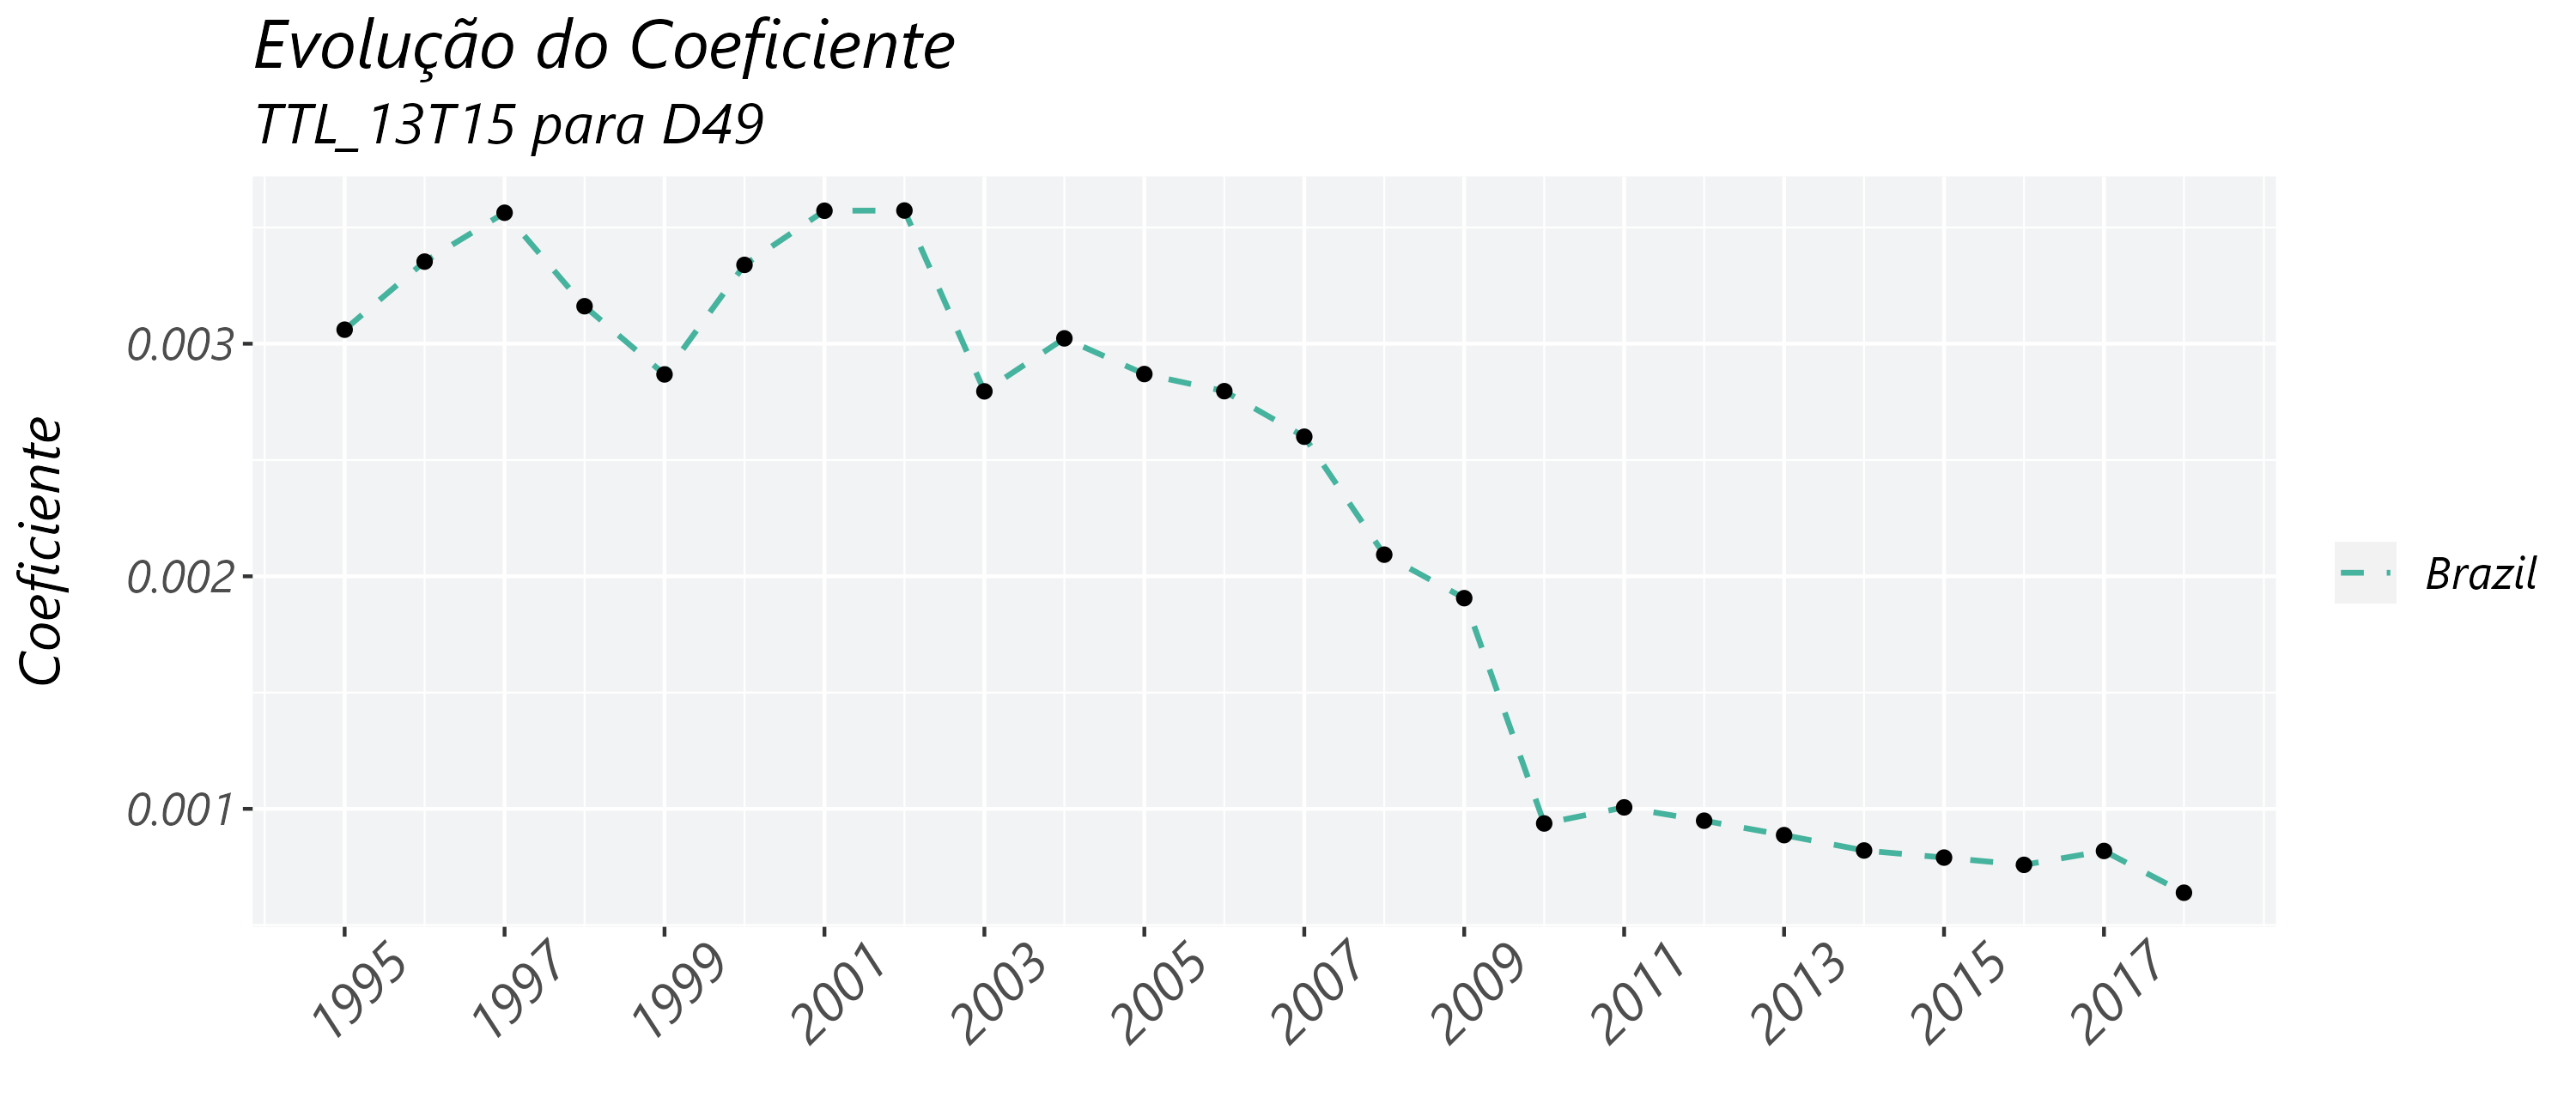 Evolução do Coeficiente
TTL_13T15 para D49
Coeficiente
0.003
0.002
0.001
1995 1997 1999 2001 2003 2005 2007 2009 2011 2013 2015 2017
Brazil